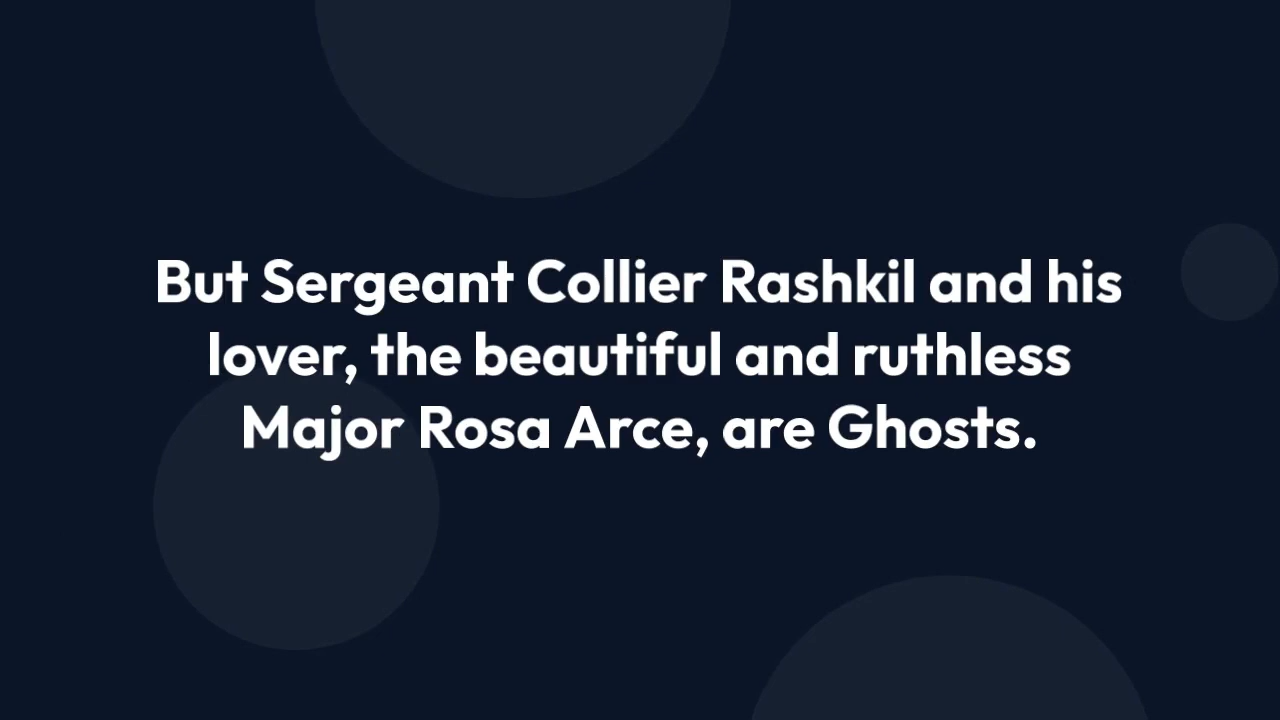 But Sergeant Collier Rashkil and his
lover, the beautiful and ruthless
Major Rosa Arce, are Ghosts.